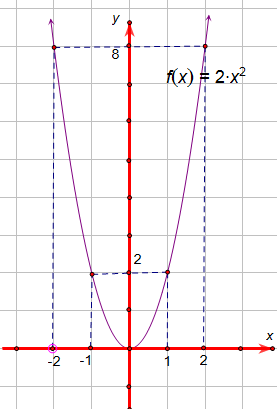 y
8
f(x) = 2·x²
2
x
-2 -1 1 2